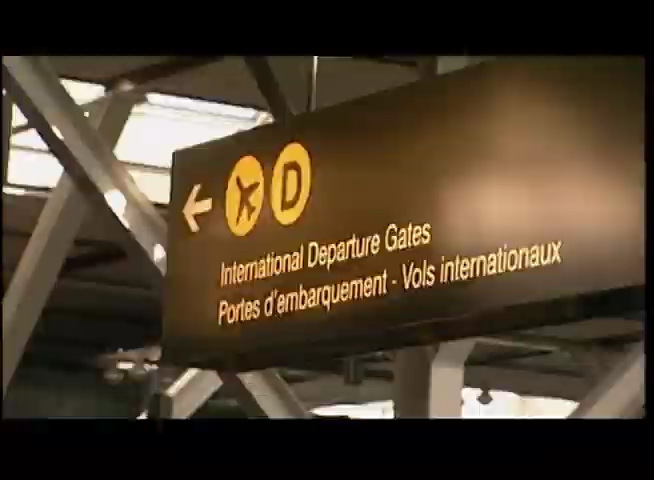 D
International Departure Gates
Portes d'embarquement - Vols internationaux